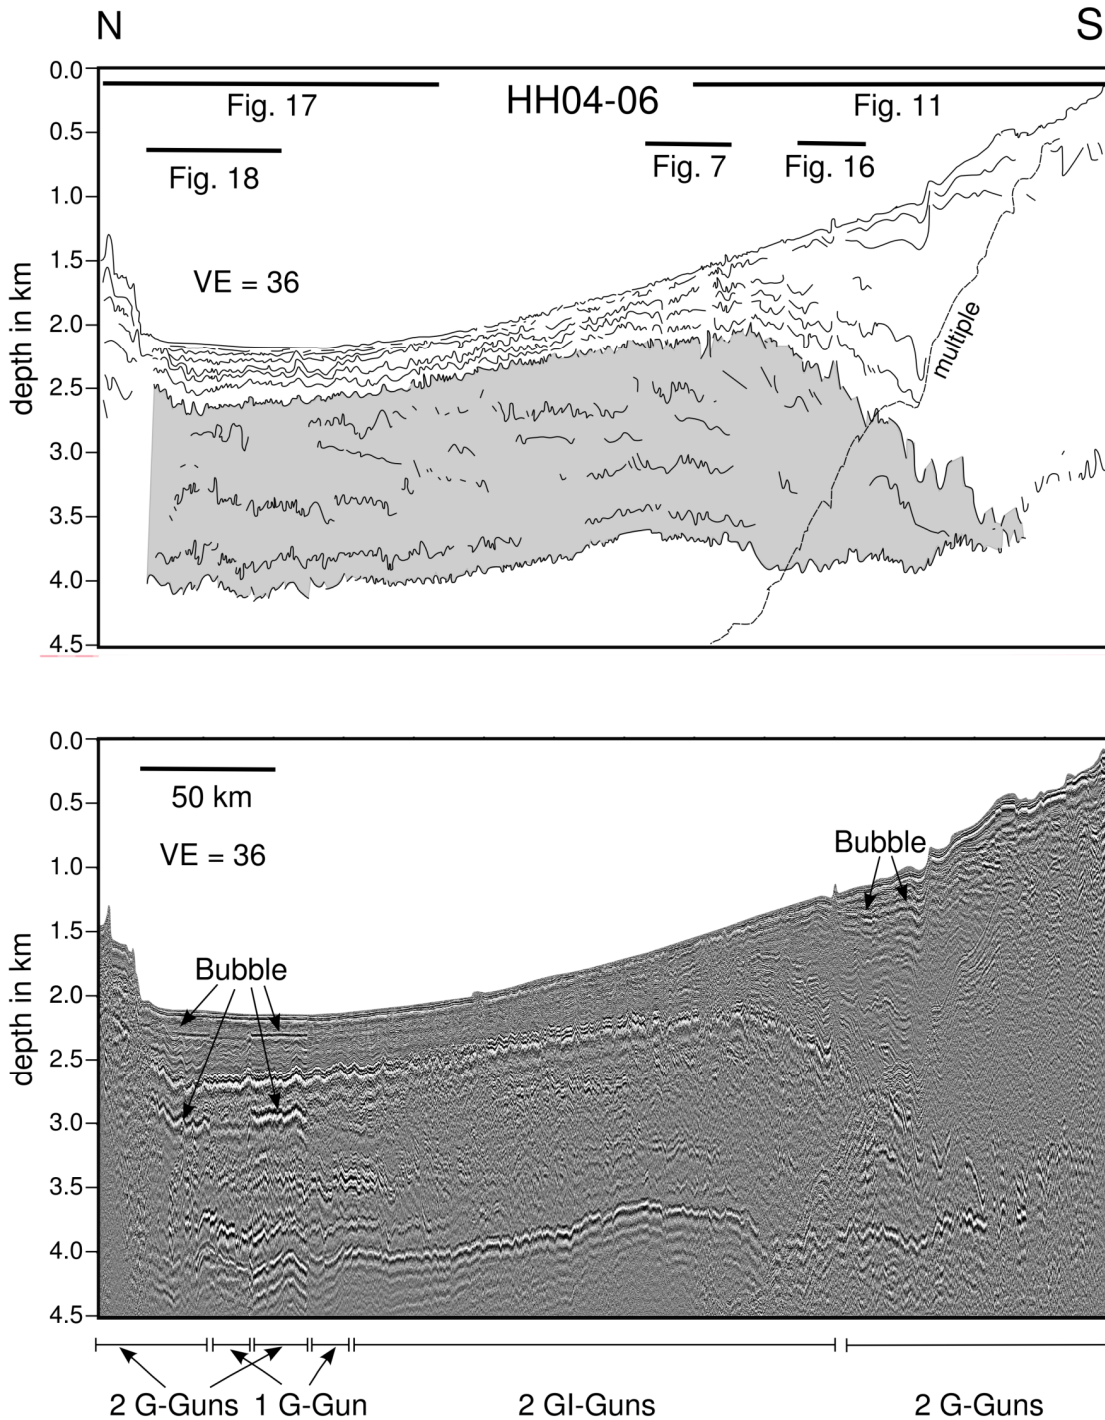 N S
0.0
Fig. 17 HH04-06 Fig. 11
0.5
Fig. 18 Fig. 7 Fig. 16
1.0
1.5
VE = 36
2.0
multiple
2.5
3.0
3.5
4.0
4.5
depth in km
0.0
50 km
0.5
VE = 36
Bubble
1.0
1.5
Bubble
2.0
2.5
3.0
3.5
4.0
4.5
depth in km
2 G-Guns 1 G-Gun 2 GI-Guns 2 G-Guns